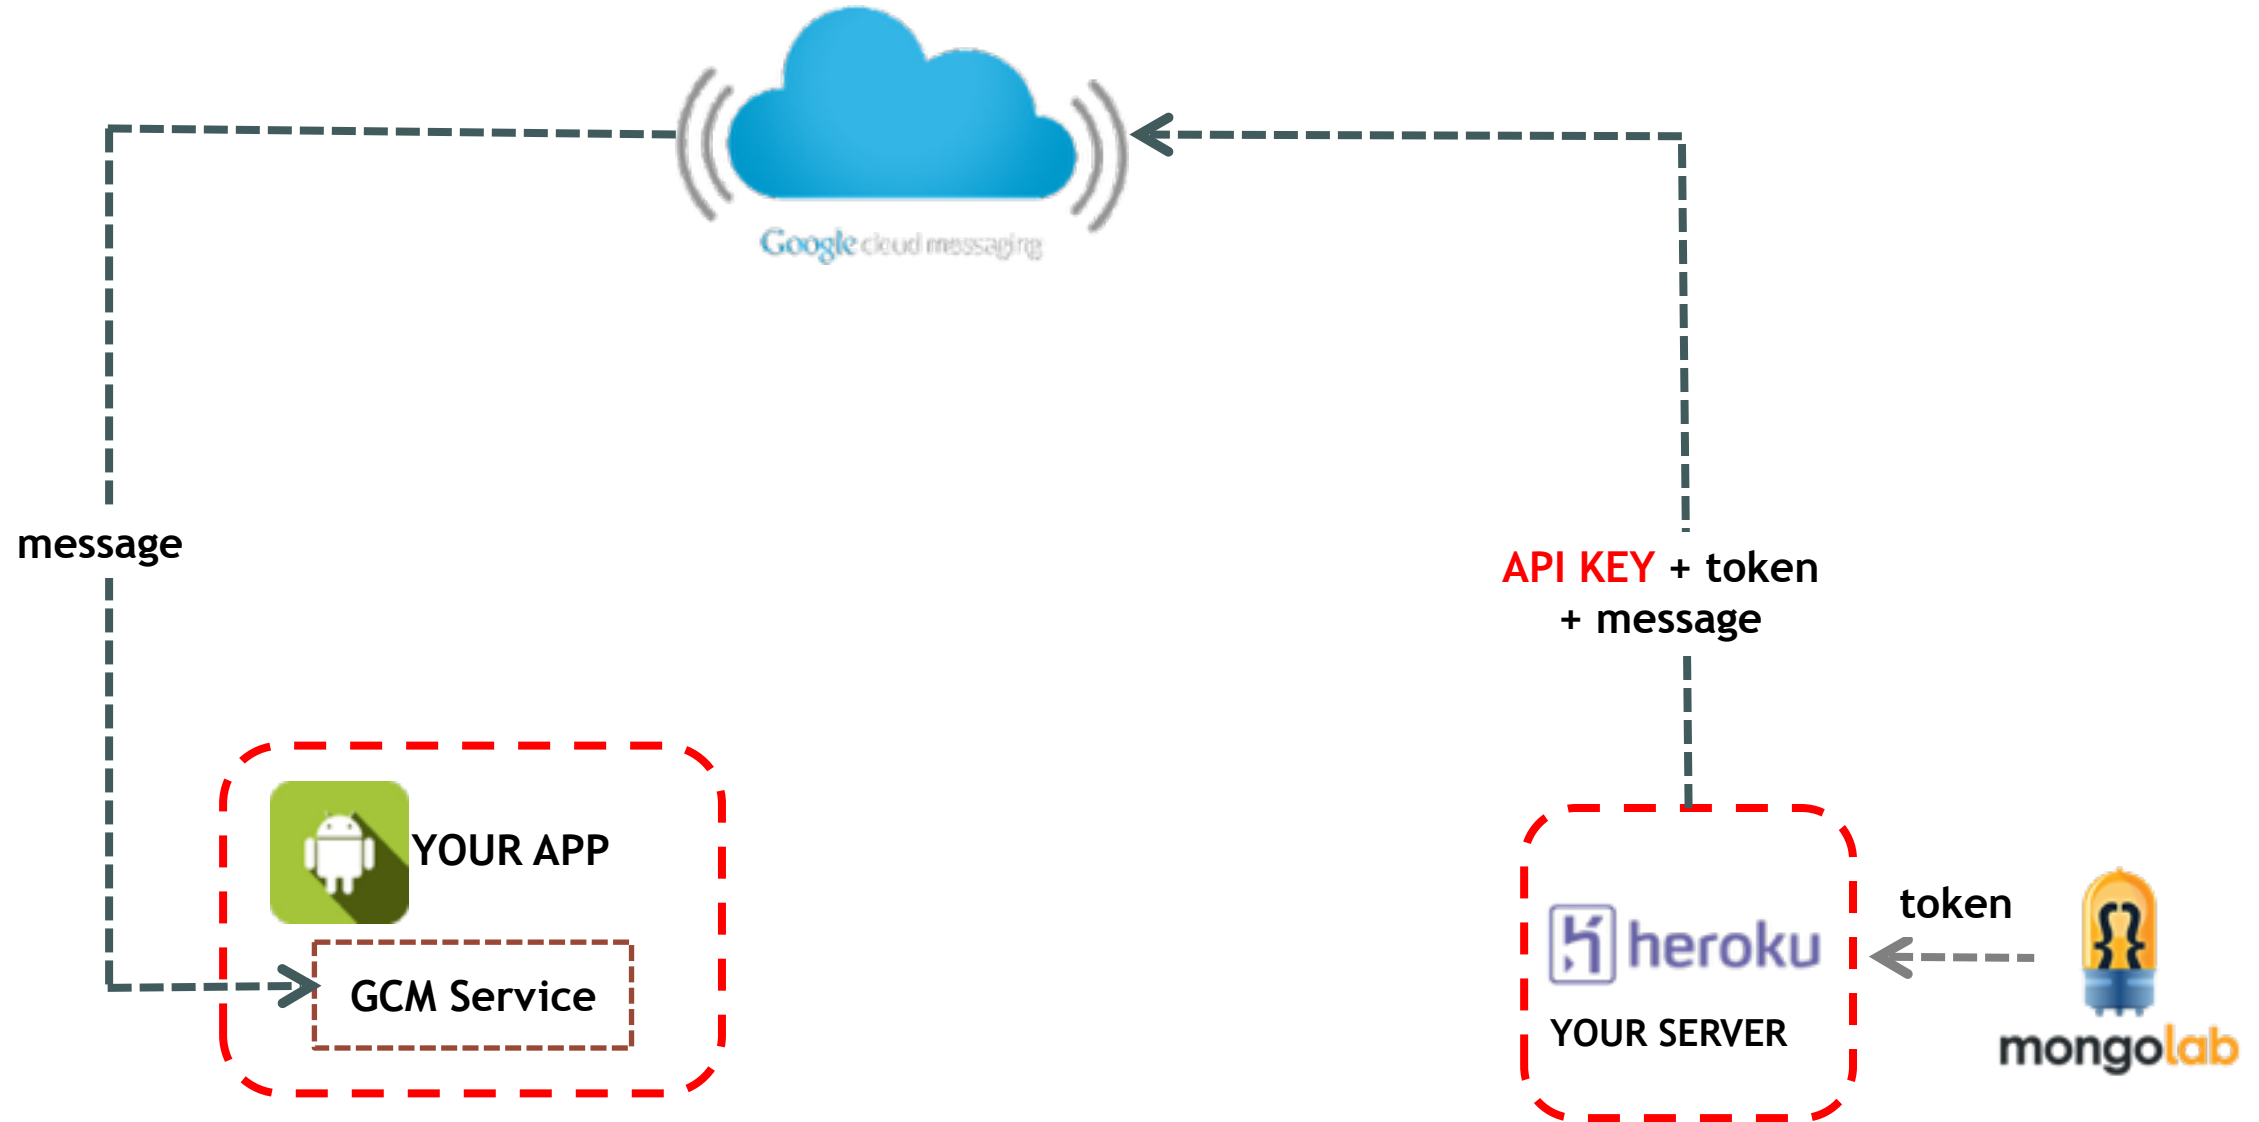 Google cloud messaging
message
API KEY + token
+ message
YOUR APP
GCM Service
token
heroku
YOUR SERVER
mongolab